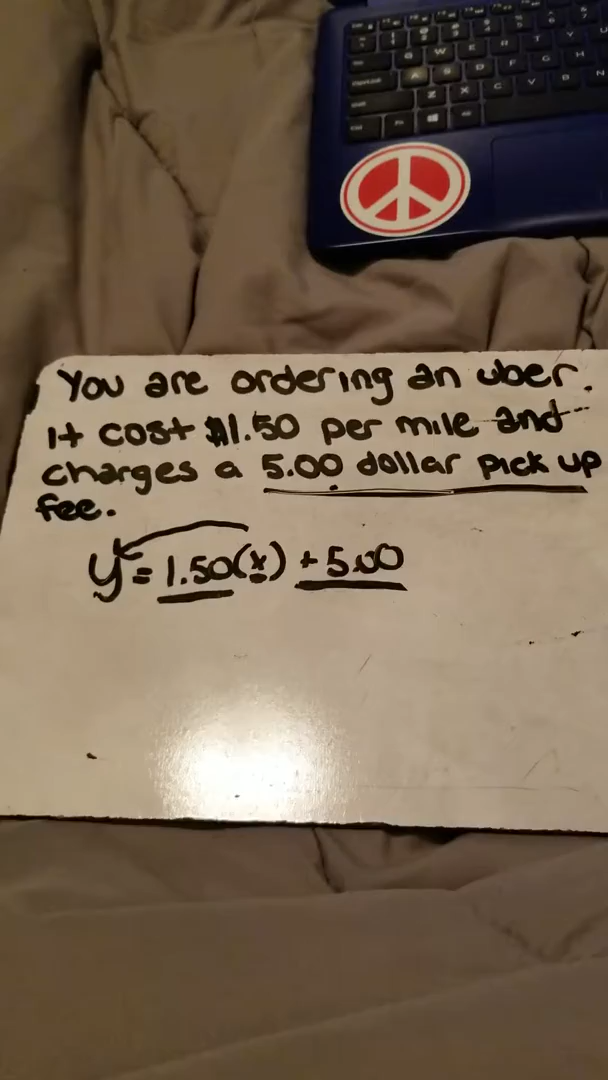 You are ordering an uber.
It cost $1.50 per mile and
charges a 5.00 dollar pick up
fee.
y = 1.50(x) + 5.00